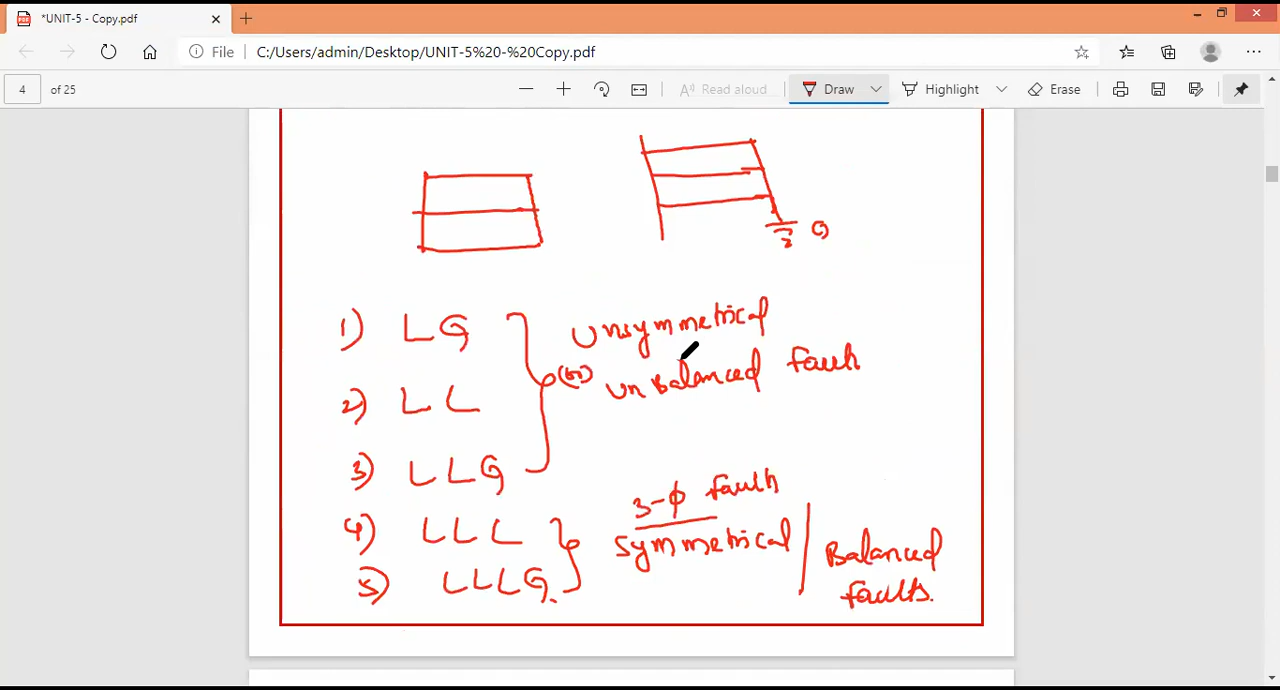 *UNIT-5 - Copy.pdf
File
C:/Users/admin/Desktop/UNIT-5%20-%20Copy.pdf
4 of 25
Read aloud
Draw
Highlight
Erase
G
1) LG
Unsymmetrical
(or) unBalanced fault
2) LL
3) LLG
3-ϕ fault
4) LLL
symmetrical
Balanced
faults.
5) LLLG.